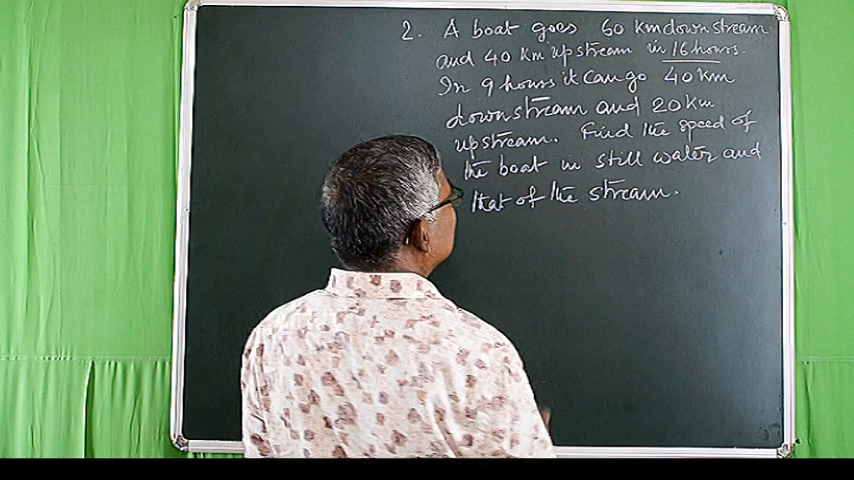 2. A boat goes 60 km down stream
and 40 km upstream in 16 hours.
In 9 hours it can go 40 km
downstream and 20 km
upstream. Find the speed of
the boat in still water and
that of the stream.